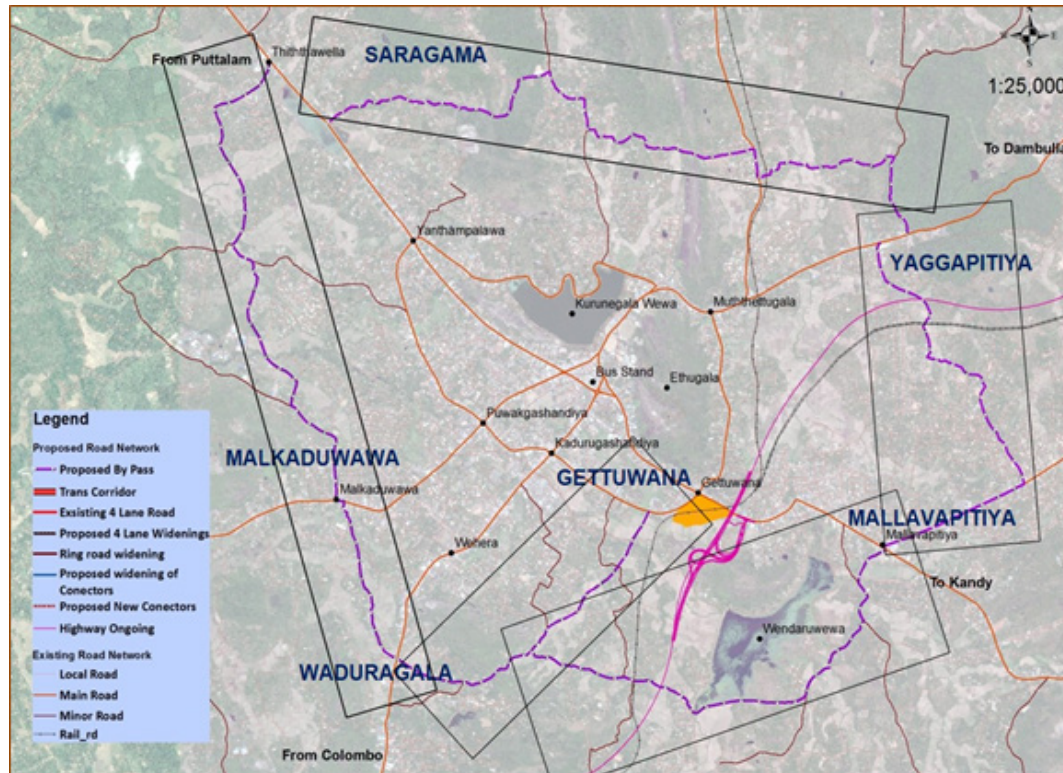 SARAGAMA
From Puttalam
Thiththawella
1:25,000
To Dambulla
Yanthampalawa
YAGGAPITIYA
Kurunegala Wewa
Muththettugala
Bus Stand
Ethugala
Puwakgashandiya
Kadurugashandiya
MALKADUWAWA
GETTUWANA
Gettuwana
Malkaduwawa
MALLAVAPITIYA
Mallavapitiya
Wehera
To Kandy
Wendaruwewa
WADURAGALA
From Colombo
Legend
Proposed Road Network
Proposed By Pass
Trans Corridor
Exsisting 4 Lane Road
Proposed 4 Lane Widenings
Ring road widening
Proposed widening of
Conectors
Proposed New Conectors
Highway Ongoing
Existing Road Network
Local Road
Main Road
Minor Road
Rail_rd